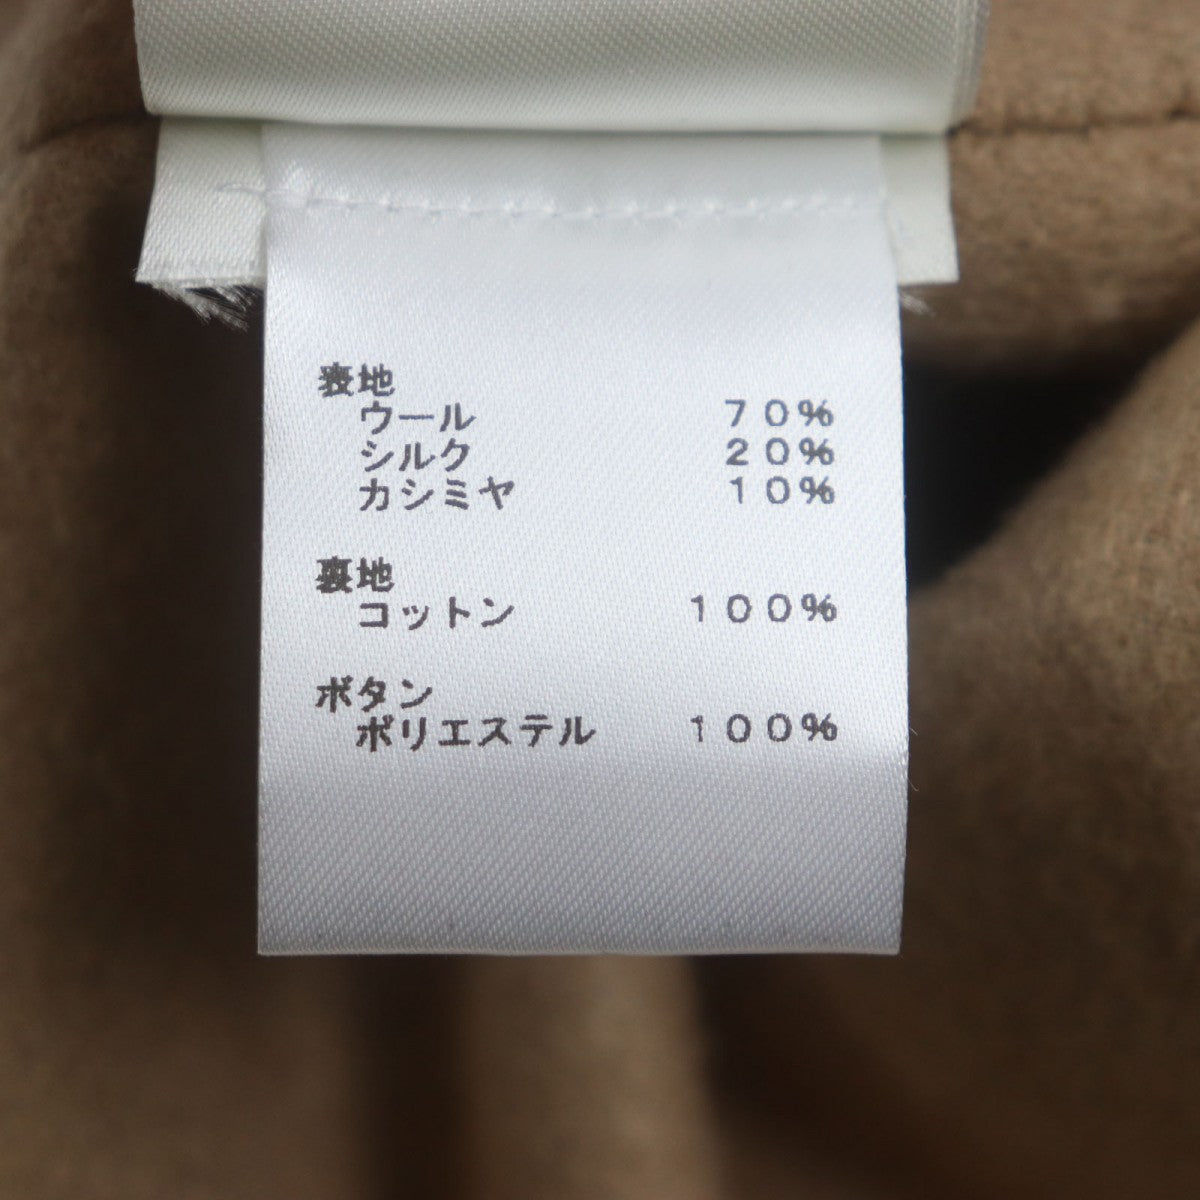 表地
ウール 70%
シルク 20%
カシミヤ 10%
裏地
コットン 100%
ボタン
ポリエステル 100%